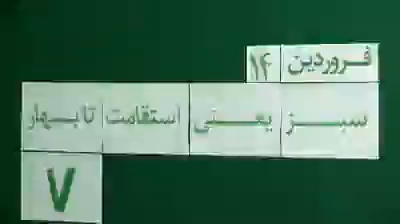 فروردین ۱۴
سبز یعنی استقامت تا بهار
۷